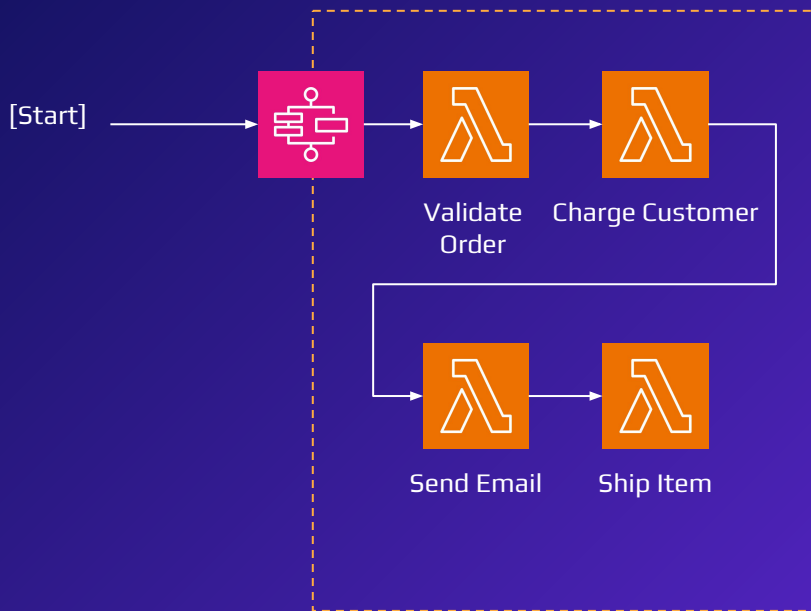 [Start]
Validate
Order
Charge Customer
Send Email
Ship Item